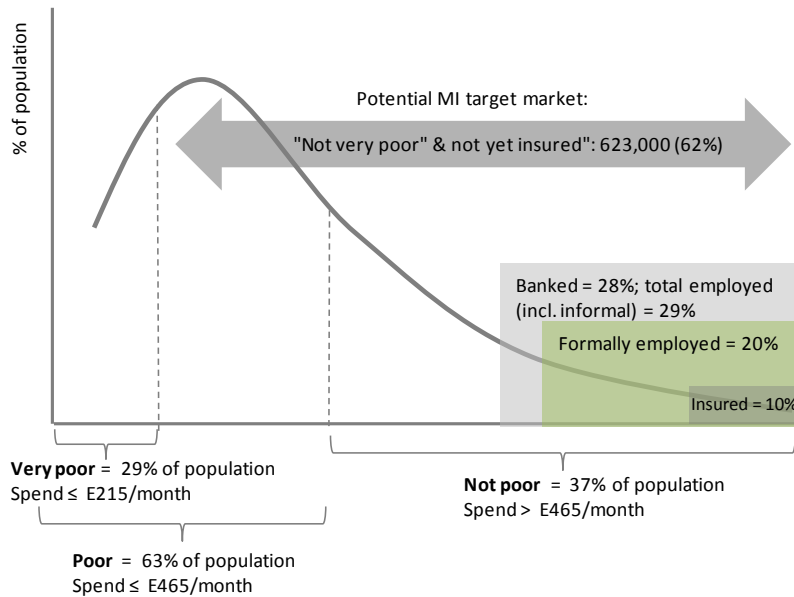 % of population
Potential MI target market:
"Not very poor" & not yet insured": 623,000 (62%)
Banked = 28%; total employed
(incl. informal) = 29%
Formally employed = 20%
Insured = 10%
Very poor = 29% of population
Spend ≤ E215/month
Not poor = 37% of population
Spend > E465/month
Poor = 63% of population
Spend ≤ E465/month